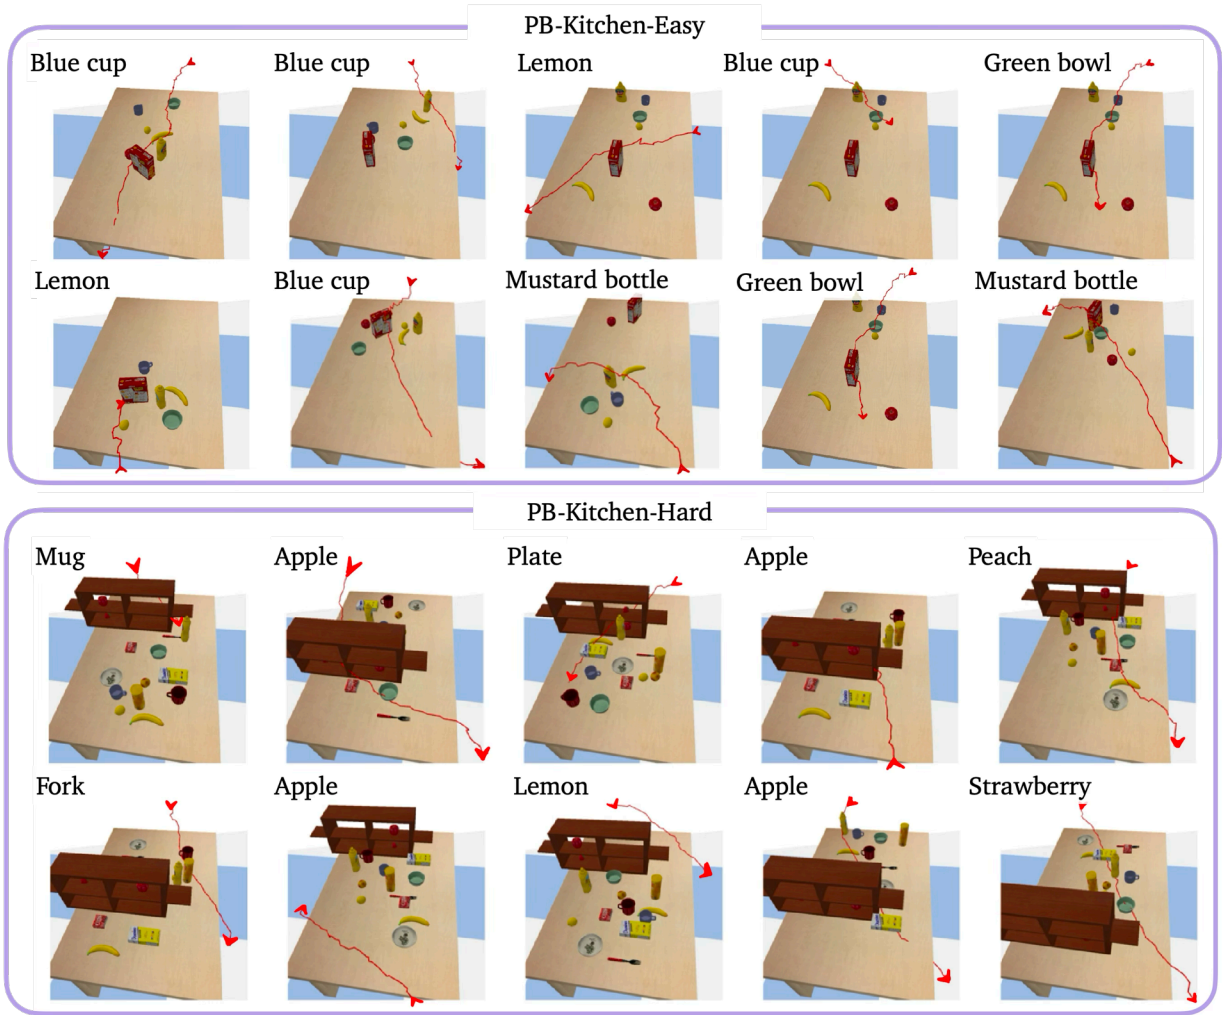 PB-Kitchen-Easy
Blue cup
Blue cup
Lemon
Blue cup
Green bowl
Lemon
Blue cup
Mustard bottle
Green bowl
Mustard bottle
PB-Kitchen-Hard
Mug
Apple
Plate
Apple
Peach
Fork
Apple
Lemon
Apple
Strawberry